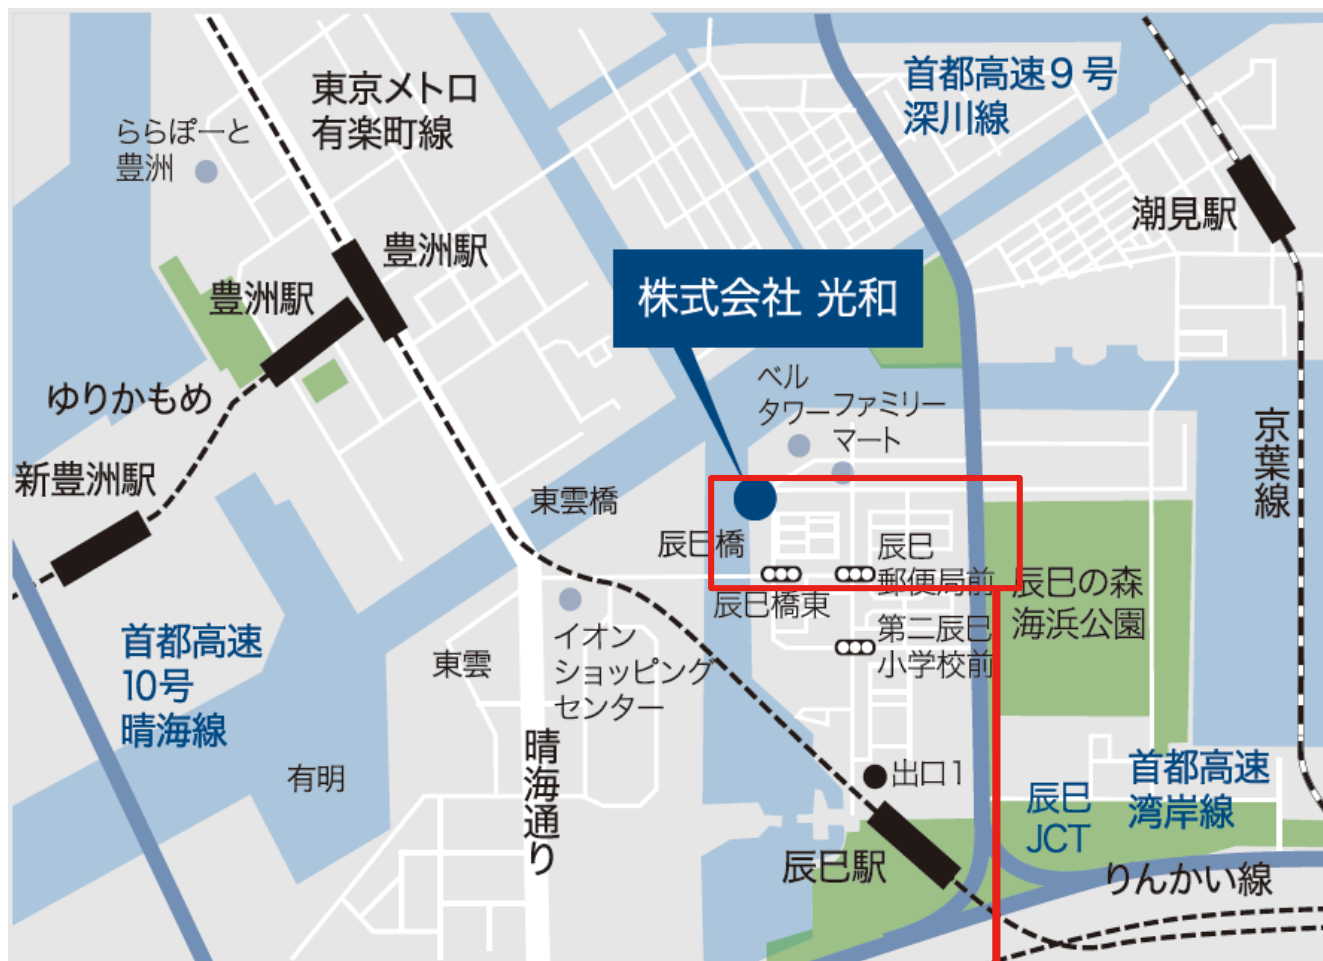 東京メトロ
有楽町線
ららぽーと
豊洲
首都高速9号
深川線
潮見駅
豊洲駅
豊洲駅
株式会社 光和
ゆりかもめ
新豊洲駅
ベル
タワー
ファミリー
マート
京葉線
東雲橋
辰巳橋
辰巳
郵便局前
辰巳橋東
辰巳の森
海浜公園
第二辰巳
小学校前
イオン
ショッピング
センター
東雲
首都高速
10号
晴海線
有明
晴海通り
出口1
辰巳駅
辰巳
JCT
首都高速
湾岸線
りんかい線